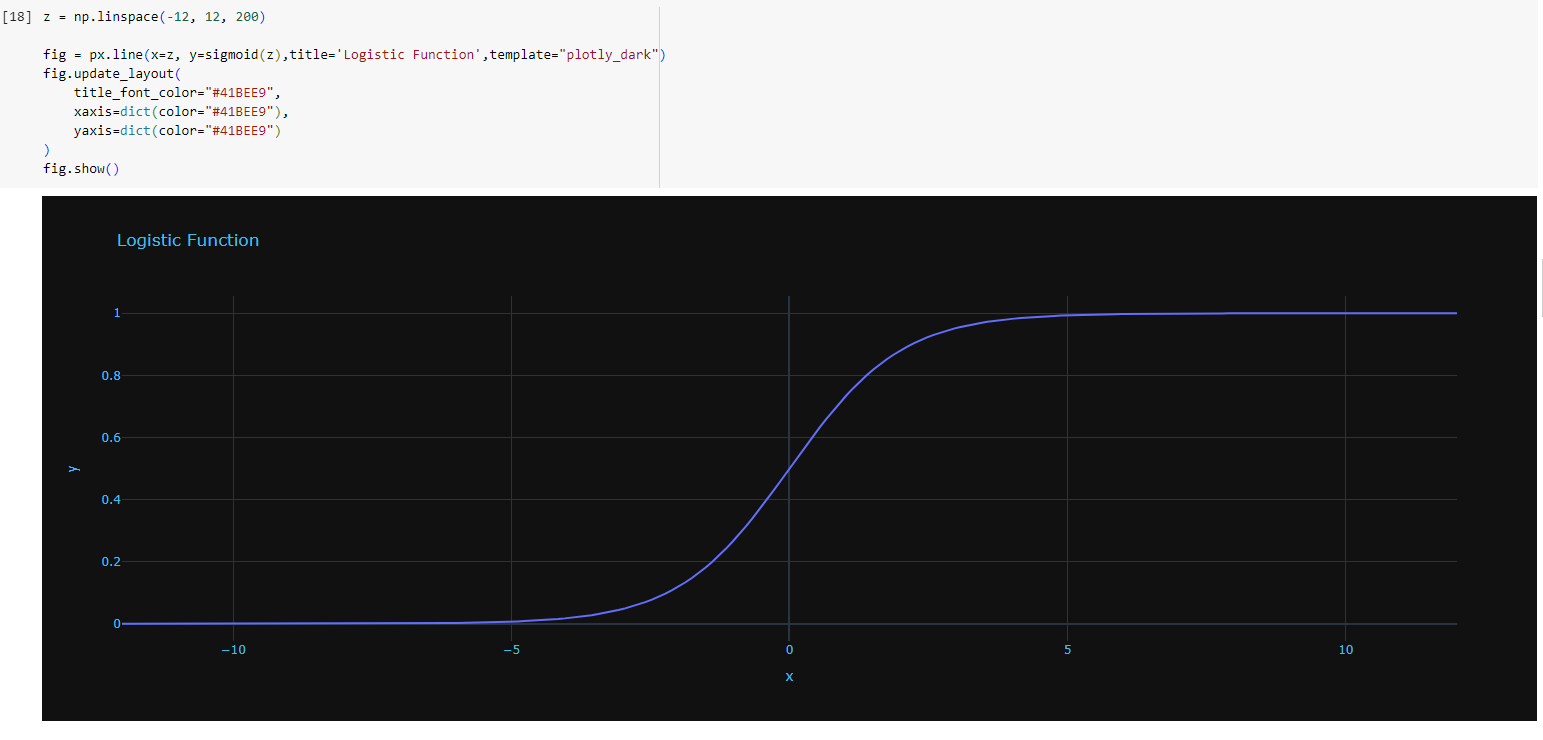 [18] z = np.linspace(-12, 12, 200)
fig = px.line(x=z, y=sigmoid(z),title='Logistic Function',template="plotly_dark")
fig.update_layout(
title_font_color="#41BEE9",
xaxis=dict(color="#41BEE9"),
yaxis=dict(color="#41BEE9")
)
fig.show()
Logistic Function
1
0.8
0.6
y
0.4
0.2
0
−10 −5 0 5 10
x